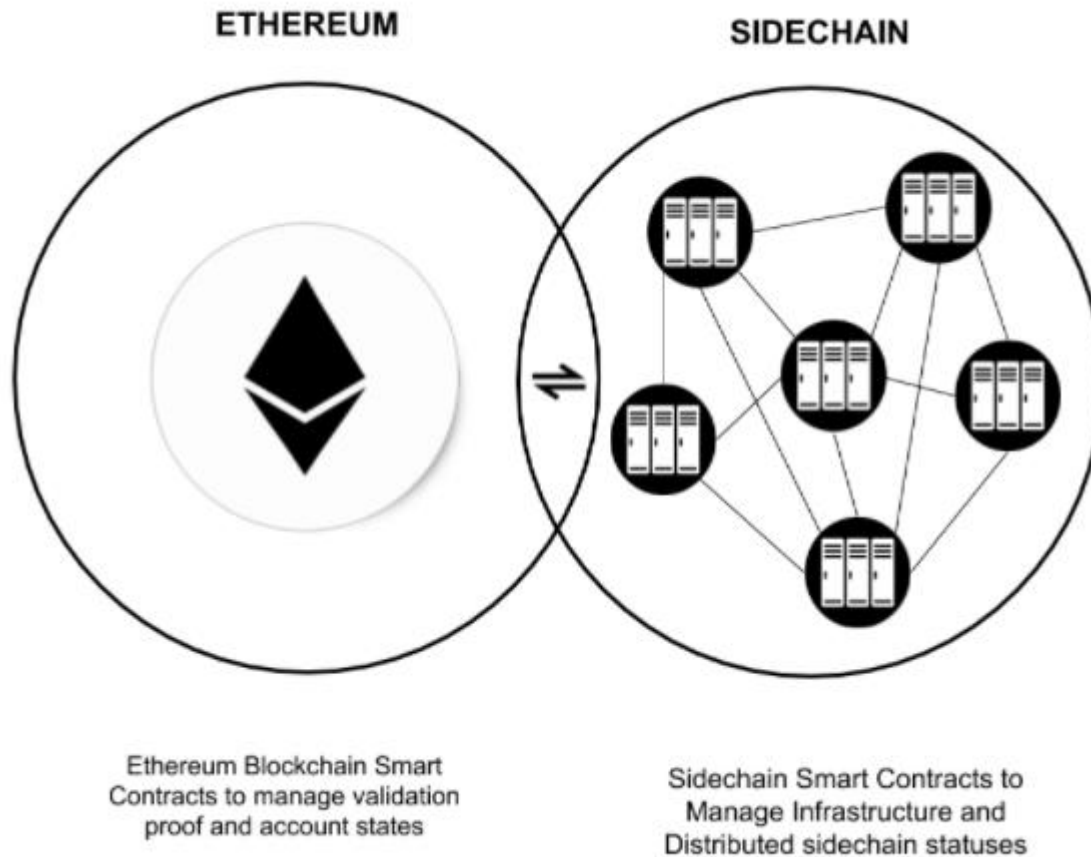 ETHEREUM
SIDECHAIN
Ethereum Blockchain Smart
Contracts to manage validation
proof and account states
Sidechain Smart Contracts to
Manage Infrastructure and
Distributed sidechain statuses